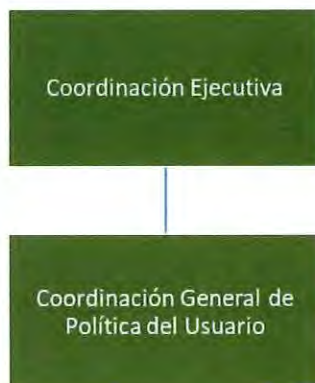 Coordinación Ejecutiva
Coordinación General de
Política del Usuario